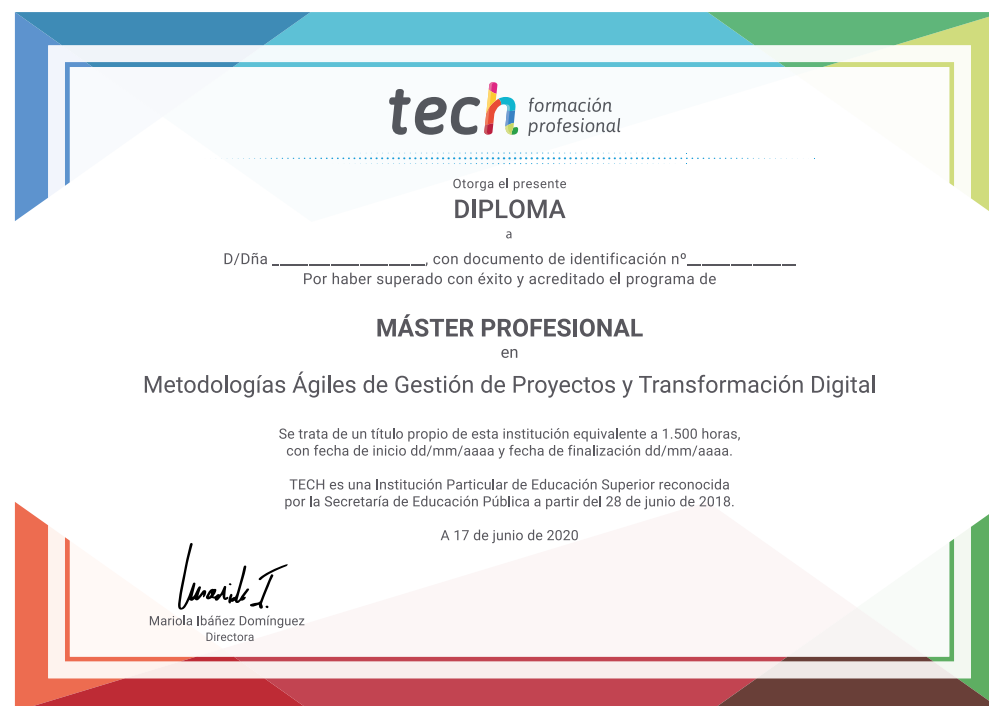 tech formación
profesional
Otorga el presente
DIPLOMA
a
D/Dña ____________________, con documento de identificación nº______________
Por haber superado con éxito y acreditado el programa de
MÁSTER PROFESIONAL
en
Metodologías Ágiles de Gestión de Proyectos y Transformación Digital
Se trata de un título propio de esta institución equivalente a 1.500 horas,
con fecha de inicio dd/mm/aaaa y fecha de finalización dd/mm/aaaa.
TECH es una Institución Particular de Educación Superior reconocida
por la Secretaría de Educación Pública a partir del 28 de junio de 2018.
A 17 de junio de 2020
Mariola Ibáñez Domínguez
Directora